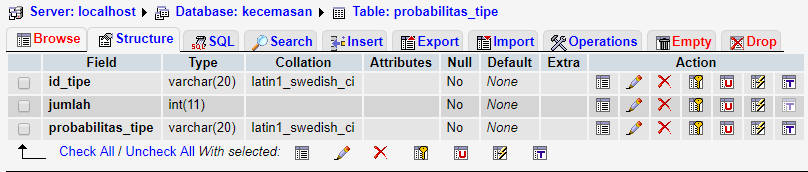 Server: localhost ▶ Database: kecemasan ▶ Table: probabilitas_tipe
Browse Structure SQL Search Insert Export Import Operations Empty Drop
Field Type Collation Attributes Null Default Extra Action
id_tipe varchar(20) latin1_swedish_ci No None
jumlah int(11) No None
probabilitas_tipe varchar(20) latin1_swedish_ci No None
Check All / Uncheck All With selected: